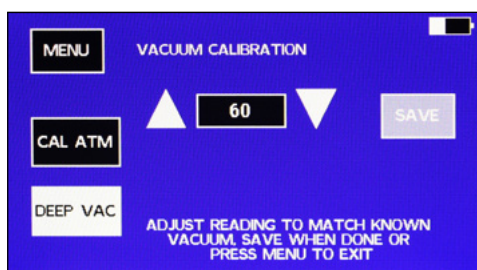 MENU
VACUUM CALIBRATION
60
SAVE
CAL ATM
DEEP VAC
ADJUST READING TO MATCH KNOWN
VACUUM. SAVE WHEN DONE OR
PRESS MENU TO EXIT